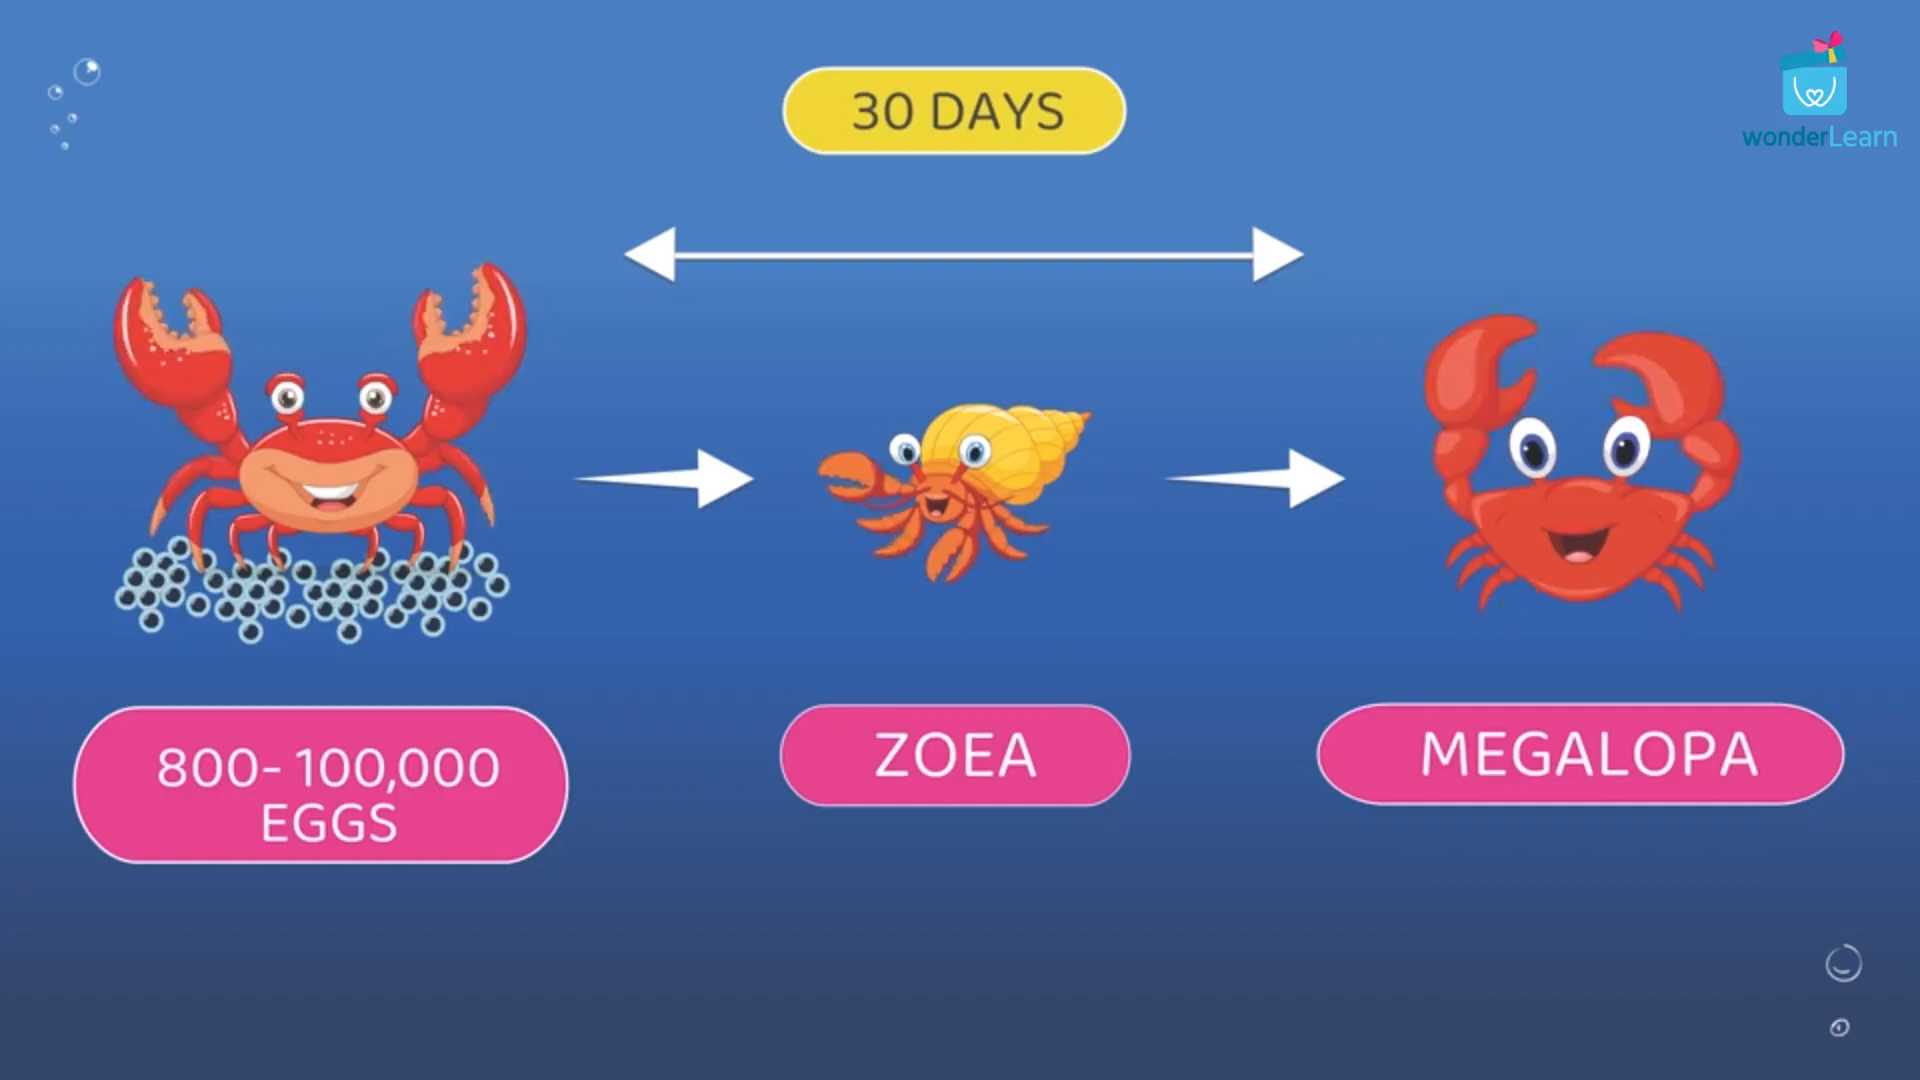 30 DAYS
wonderLearn
800- 100,000
EGGS
ZOEA
MEGALOPA